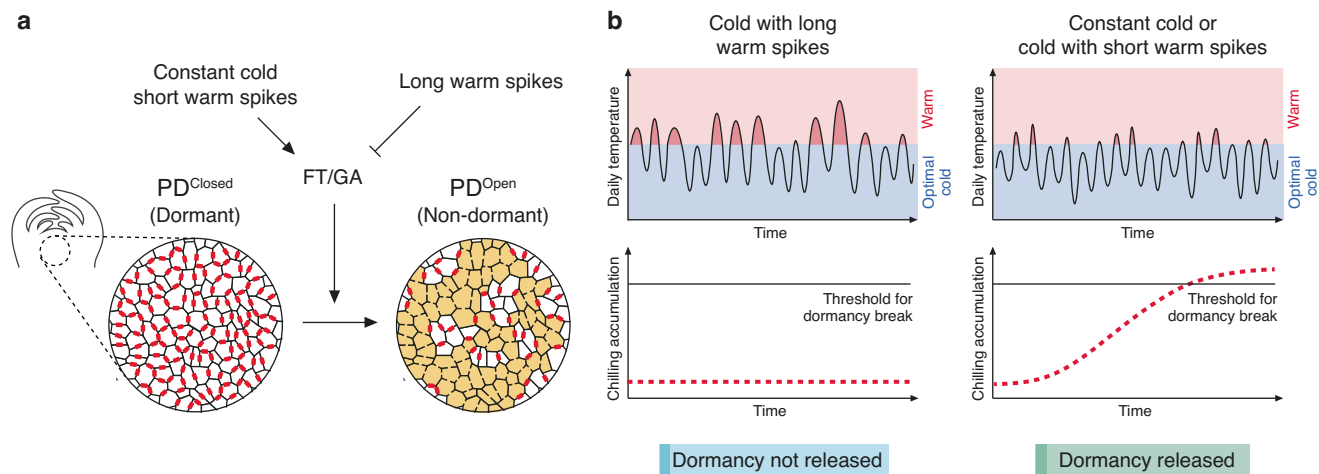 a
Constant cold
short warm spikes
Long warm spikes
FT/GA
PDClosed
(Dormant)
PDOpen
(Non-dormant)
b
Cold with long
warm spikes
Daily temperature
Warm
Optimal
cold
Time
Chilling accumulation
Threshold for
dormancy break
Time
Dormancy not released
Constant cold or
cold with short warm spikes
Daily temperature
Warm
Optimal
cold
Time
Chilling accumulation
Threshold for
dormancy break
Time
Dormancy released